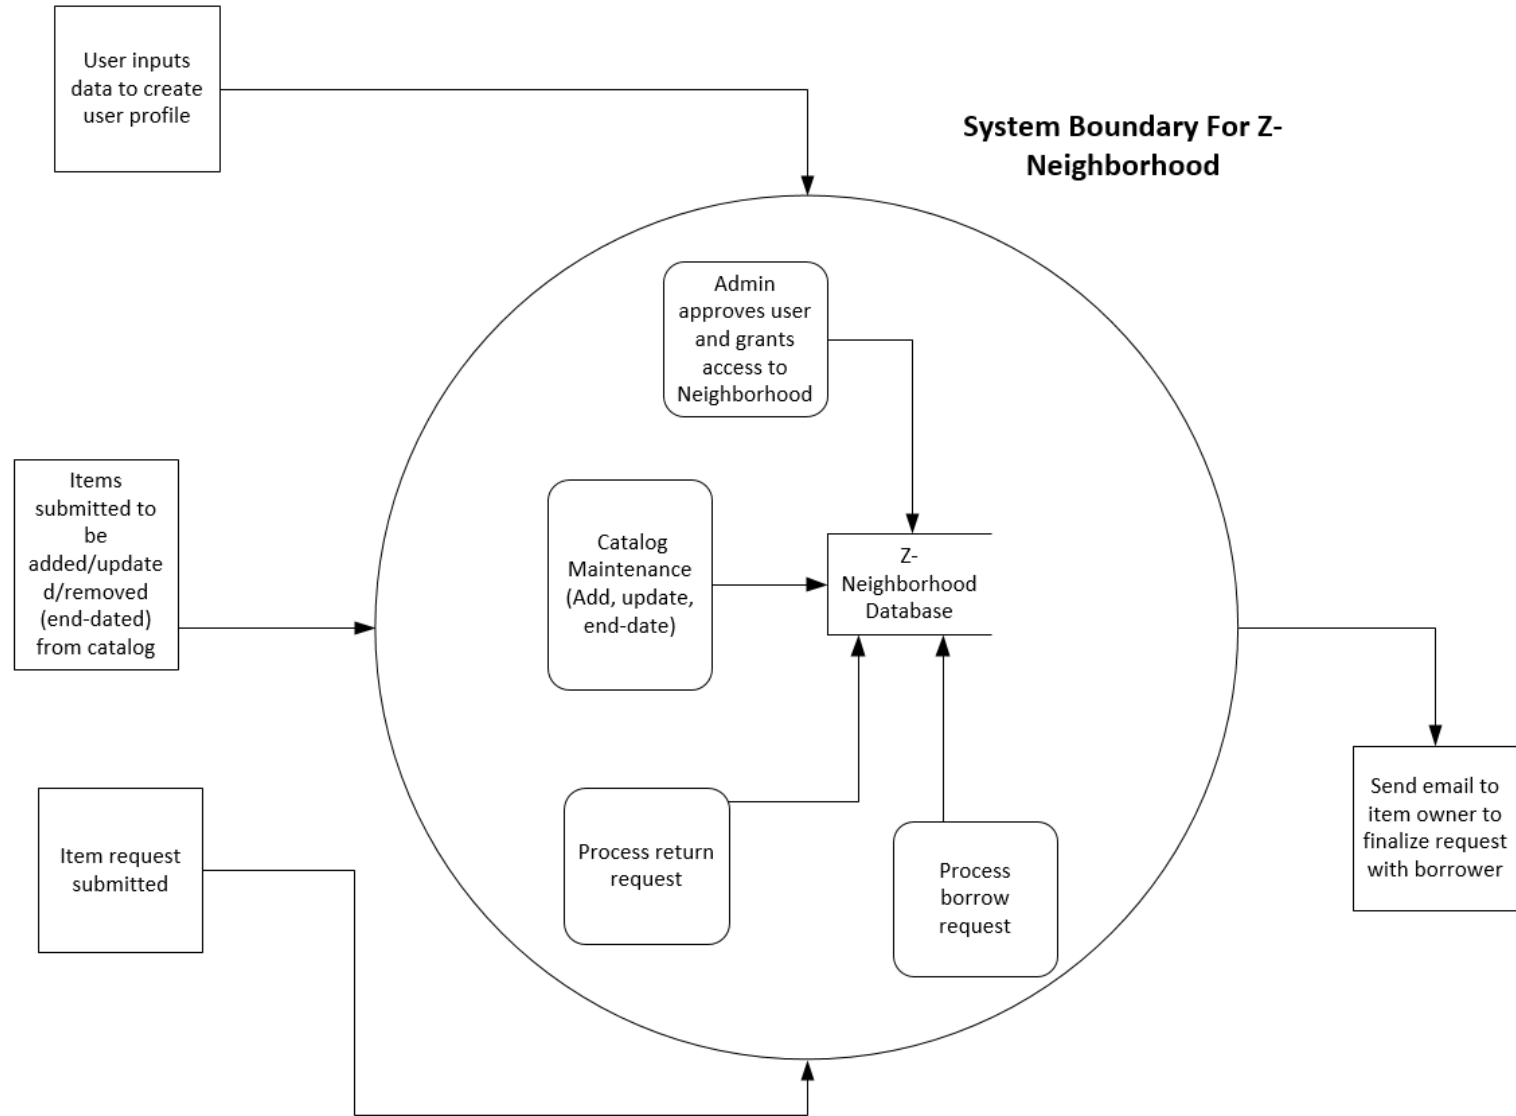 User inputs
data to create
user profile
System Boundary For Z-
Neighborhood
Admin
approves user
and grants
access to
Neighborhood
Items
submitted to
be
added/update
d/removed
(end-dated)
from catalog
Catalog
Maintenance
(Add, update,
end-date)
Z-
Neighborhood
Database
Item request
submitted
Process return
request
Process
borrow
request
Send email to
item owner to
finalize request
with borrower